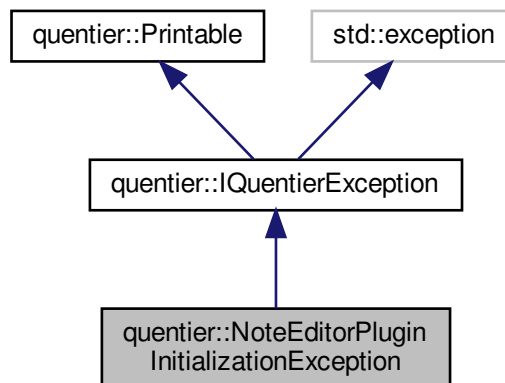 quentier::Printable
std::exception
quentier::IQuentierException
quentier::NoteEditorPlugin
InitializationException